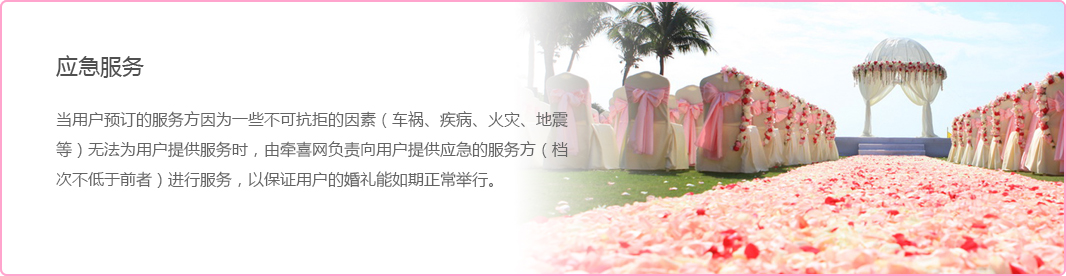 应急服务
当用户预订的服务方因为一些不可抗拒的因素（车祸、疾病、火灾、地震
等）无法为用户提供服务时，由牵喜网负责向用户提供应急的服务方（档
次不低于前者）进行服务，以保证用户的婚礼能如期正常举行。